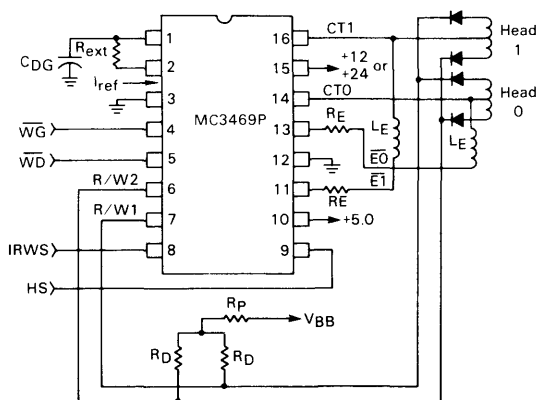 CDG
Rext
Iref
WG
WD
R/W2
R/W1
IRWS
HS
MC3469P
1
2
3
4
5
6
7
8
16
15
14
13
12
11
10
9
CT1
+12
+24 or
CT0
RE
LE
E0
E1
RE
+5.0
Head
1
Head
0
LE
RP
VBB
RD
RD